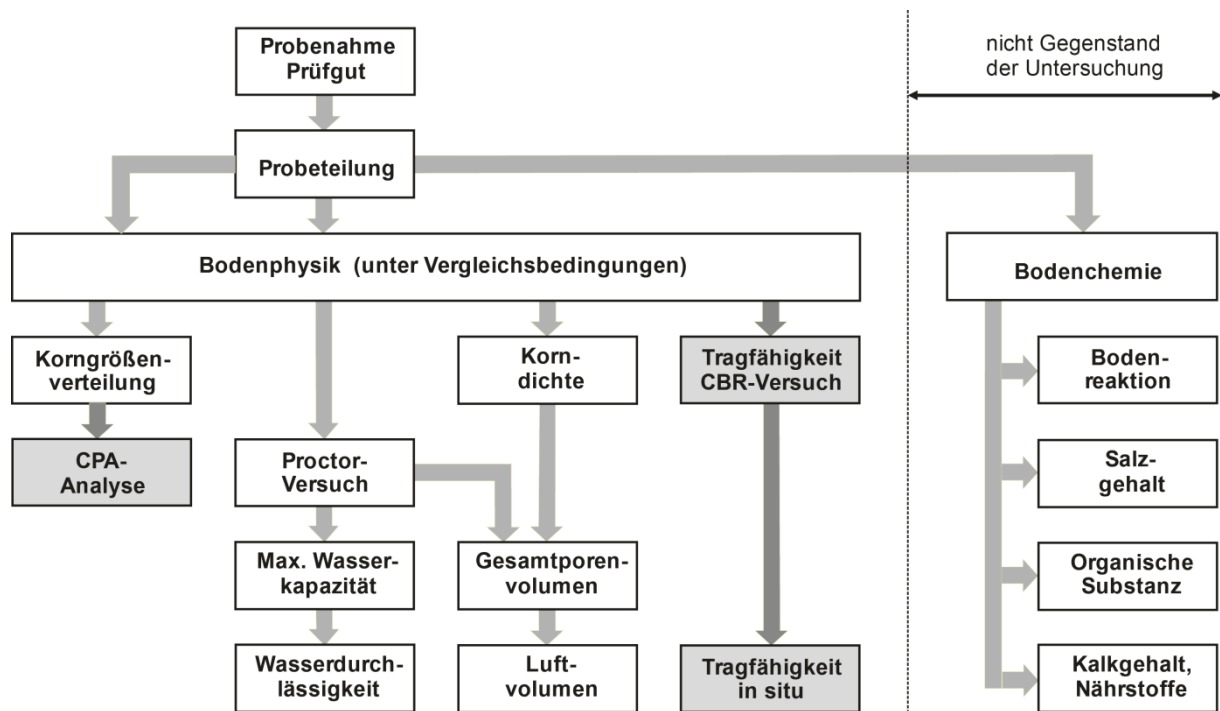 Probenahme
Prüfgut
nicht Gegenstand
der Untersuchung
Probeteilung
Bodenphysik (unter Vergleichsbedingungen)
Bodenchemie
Korngrößen-
verteilung
Korn-
dichte
Tragfähigkeit
CBR-Versuch
Boden-
reaktion
CPA-
Analyse
Proctor-
Versuch
Salz-
gehalt
Max. Wasser-
kapazität
Gesamtporen-
volumen
Organische
Substanz
Wasserdurch-
lässigkeit
Luft-
volumen
Tragfähigkeit
in situ
Kalkgehalt,
Nährstoffe